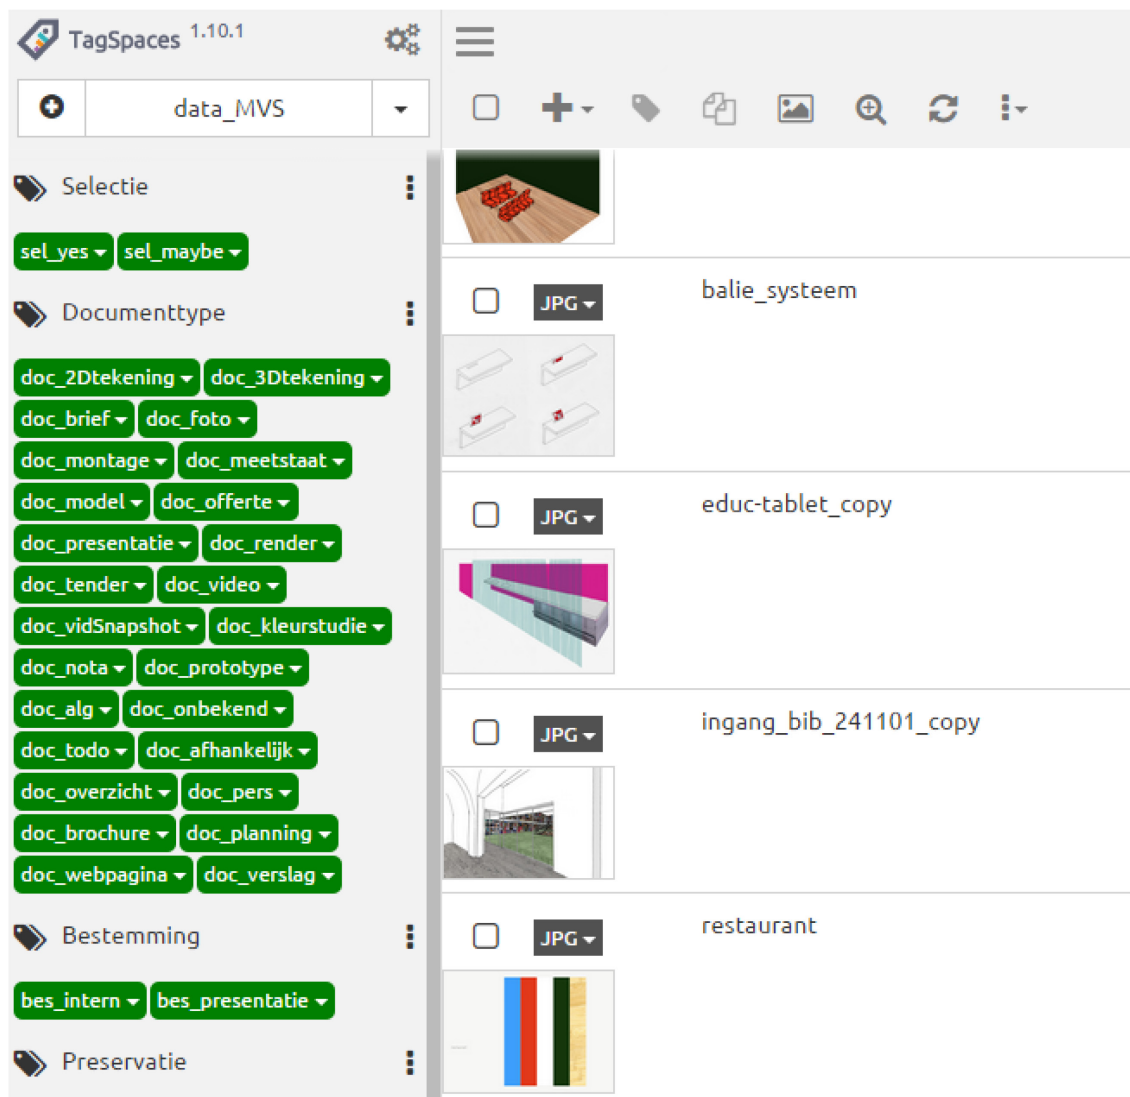 TagSpaces 1.10.1
data_MVS
Selectie
sel_yes sel_maybe
Documenttype
doc_2Dtekening doc_3Dtekening
doc_brief doc_foto
doc_montage doc_meetstaat
doc_model doc_offerte
doc_presentatie doc_render
doc_tender doc_video
doc_vidSnapshot doc_kleurstudie
doc_nota doc_prototype
doc_alg doc_onbekend
doc_todo doc_afhankelijk
doc_overzicht doc_pers
doc_brochure doc_planning
doc_webpagina doc_verslag
Bestemming
bes_intern bes_presentatie
Preservatie
JPG balie_systeem
JPG educ-tablet_copy
JPG ingang_bib_241101_copy
JPG restaurant